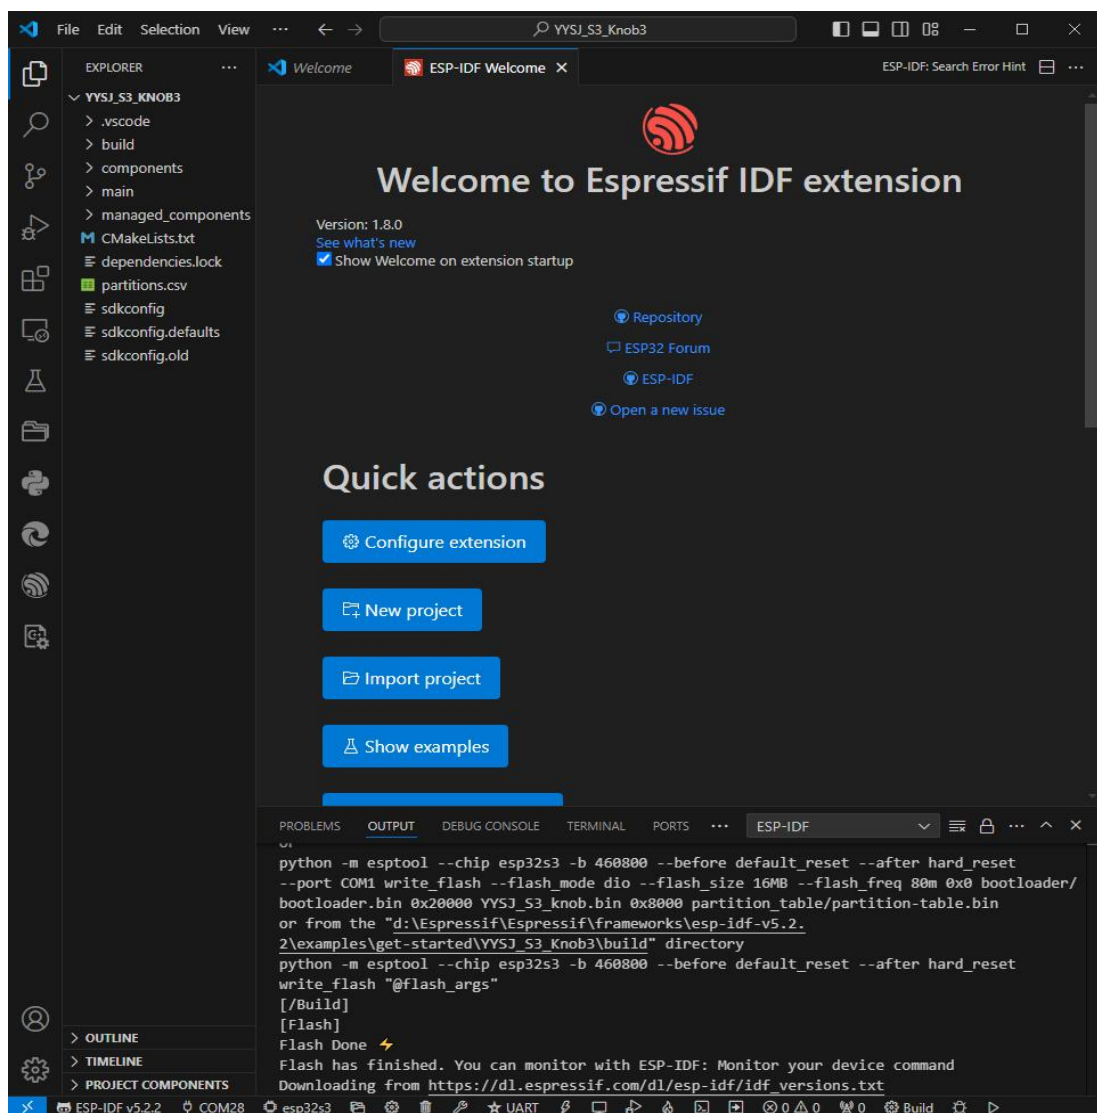 File Edit Selection View ··· YYSJ_S3_Knob3
EXPLORER ···
YYSJ_S3_KNOB3
.vscode
build
components
main
managed_components
CMakeLists.txt
dependencies.lock
partitions.csv
sdkconfig
sdkconfig.defaults
sdkconfig.old
OUTLINE
TIMELINE
PROJECT COMPONENTS
Welcome ESP-IDF Welcome ESP-IDF: Search Error Hint ···
Welcome to Espressif IDF extension
Version: 1.8.0
See what's new
Show Welcome on extension startup
Repository
ESP32 Forum
ESP-IDF
Open a new issue
Quick actions
Configure extension
New project
Import project
Show examples
PROBLEMS OUTPUT DEBUG CONSOLE TERMINAL PORTS ··· ESP-IDF ···
or
python -m esptool --chip esp32s3 -b 460800 --before default_reset --after hard_reset
--port COM1 write_flash --flash_mode dio --flash_size 16MB --flash_freq 80m 0x0 bootloader/
bootloader.bin 0x20000 YYSJ_S3_knob.bin 0x8000 partition_table/partition-table.bin
or from the "d:\Espressif\Espressif\frameworks\esp-idf-v5.2.
2\examples\get-started\YYSJ_S3_Knob3\build" directory
python -m esptool --chip esp32s3 -b 460800 --before default_reset --after hard_reset
write_flash "@flash_args"
[/Build]
[Flash]
Flash Done ⚡
Flash has finished. You can monitor with ESP-IDF: Monitor your device command
Downloading from https://dl.espressif.com/dl/esp-idf/idf_versions.txt
ESP-IDF v5.2.2 COM28 esp32s3 UART 0 0 0 Build